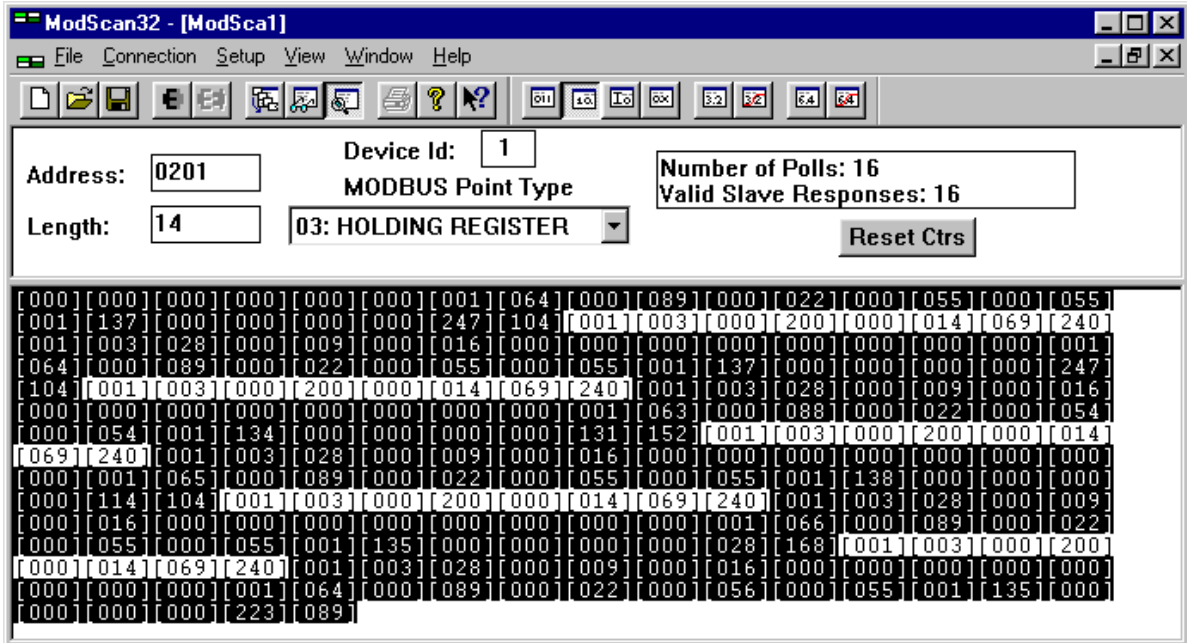 ModScan32 - [ModSca1]
File Connection Setup View Window Help
Address: 0201
Device Id: 1
MODBUS Point Type
Length: 14
03: HOLDING REGISTER
Number of Polls: 16
Valid Slave Responses: 16
Reset Ctrs
[000][000][000][000][000][000][001][064][000][089][000][022][000][055][000][055]
[001][137][000][000][000][000][247][104][001][003][000][200][000][014][069][240]
[001][003][028][000][009][000][016][000][000][000][000][000][000][000][000][001]
[064][000][089][000][022][000][055][000][055][001][137][000][000][000][000][247]
[104][001][003][000][200][000][014][069][240][001][003][028][000][009][000][016]
[000][000][000][000][000][000][000][000][001][063][000][088][000][022][000][054]
[000][054][001][134][000][000][000][000][131][152][001][003][000][200][000][014]
[069][240][001][003][028][000][009][000][016][000][000][000][000][000][000][000]
[000][001][065][000][089][000][022][000][055][000][055][001][138][000][000][000]
[000][114][104][001][003][000][200][000][014][069][240][001][003][028][000][009]
[000][016][000][000][000][000][000][000][000][000][001][066][000][089][000][022]
[000][055][000][055][001][135][000][000][000][000][028][168][001][003][000][200]
[000][014][069][240][001][003][028][000][009][000][016][000][000][000][000][000]
[000][000][000][001][064][000][089][000][022][000][056][000][055][001][135][000]
[000][000][000][223][089]